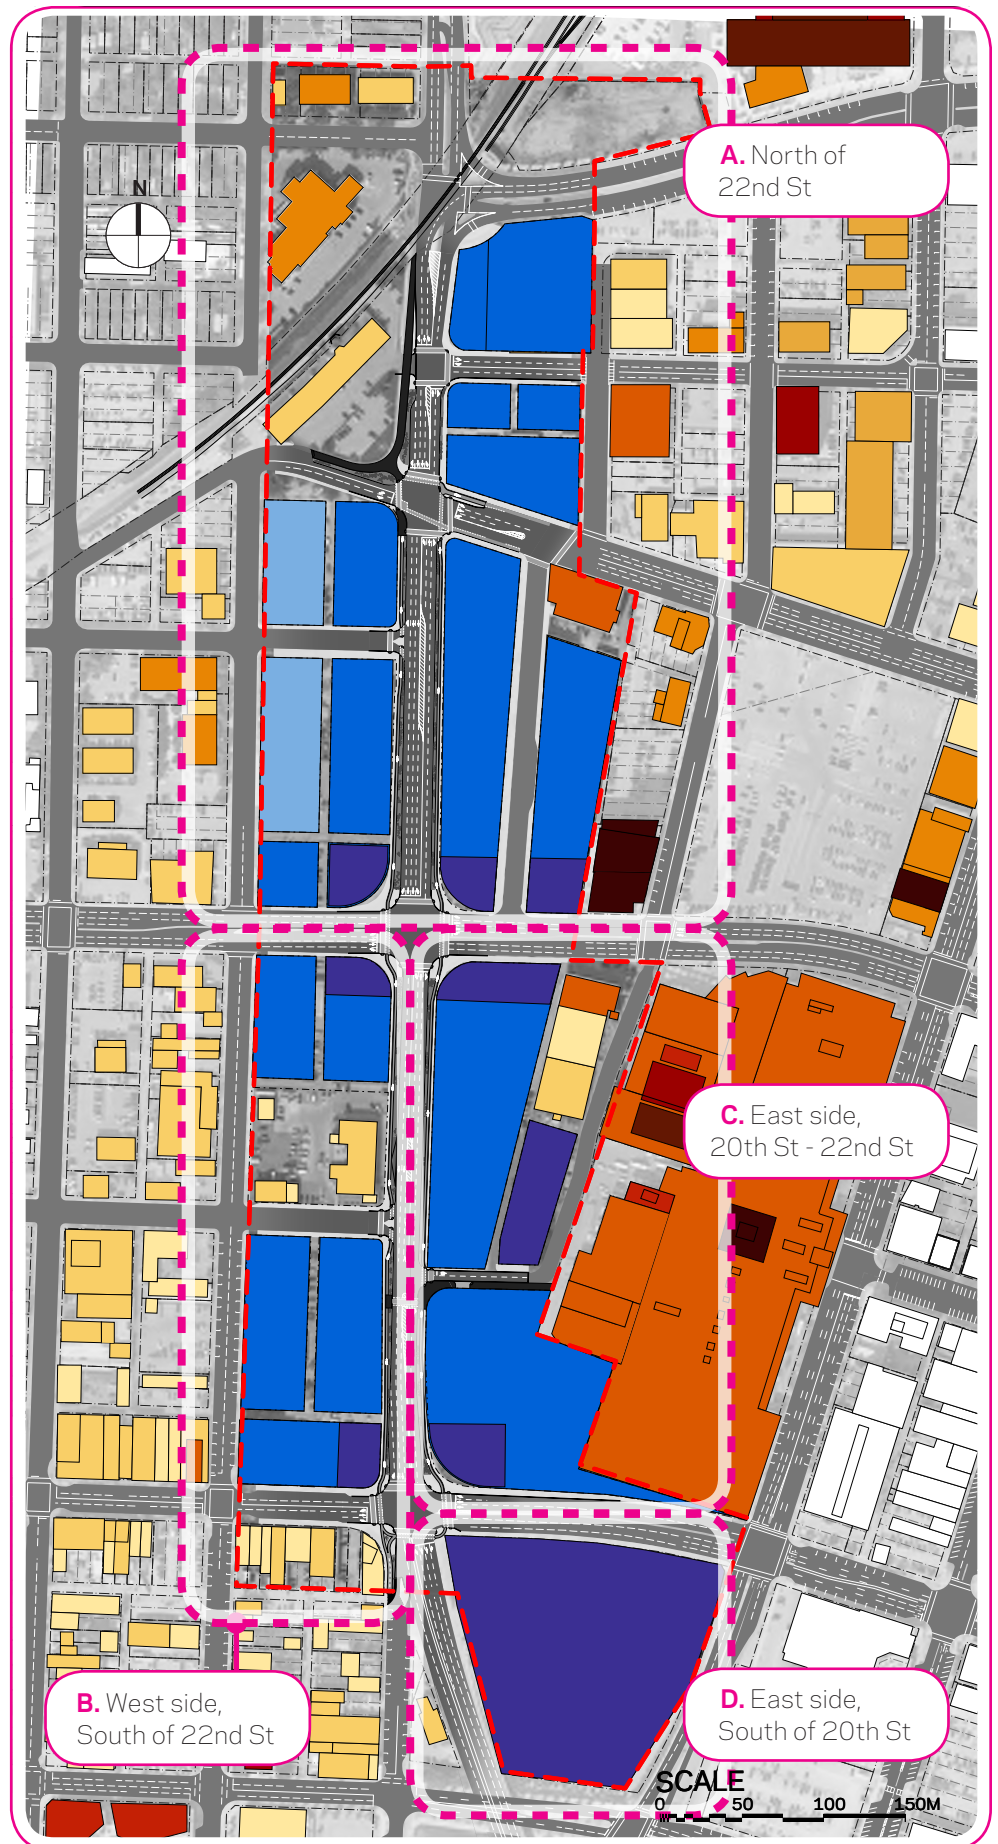 A. North of
22nd St
N
C. East side,
20th St - 22nd St
B. West side,
South of 22nd St
D. East side,
South of 20th St
SCALE
0 50 100 150M